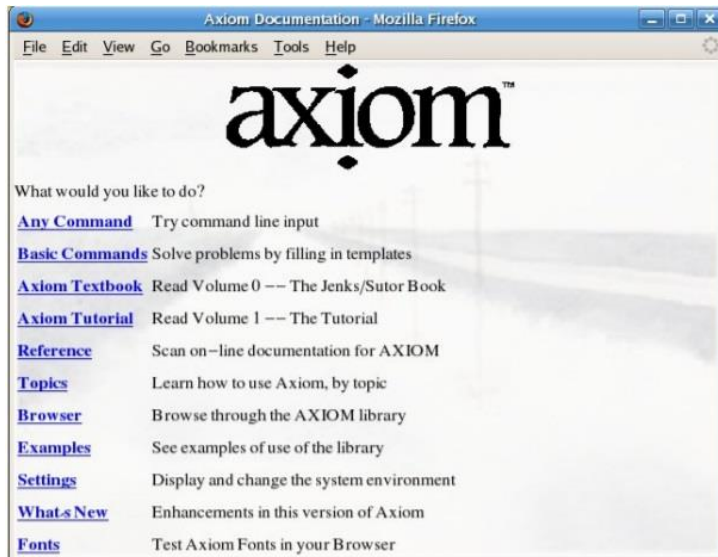 Axiom Documentation - Mozilla Firefox
File Edit View Go Bookmarks Tools Help
axiom™
What would you like to do?
Any Command Try command line input
Basic Commands Solve problems by filling in templates
Axiom Textbook Read Volume 0 -- The Jenks/Sutor Book
Axiom Tutorial Read Volume 1 -- The Tutorial
Reference Scan on-line documentation for AXIOM
Topics Learn how to use Axiom, by topic
Browser Browse through the AXIOM library
Examples See examples of use of the library
Settings Display and change the system environment
What-s New Enhancements in this version of Axiom
Fonts Test Axiom Fonts in your Browser